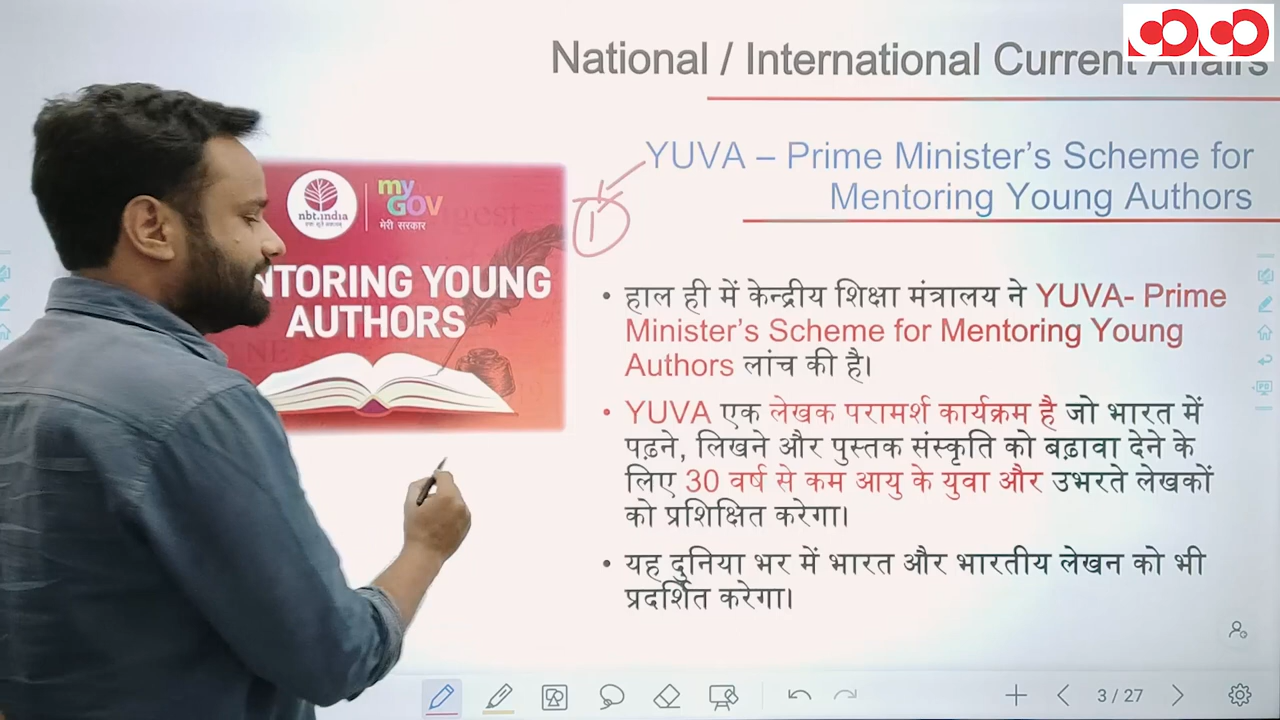 National / International Current Affairs
YUVA – Prime Minister’s Scheme for
Mentoring Young Authors
nbt.india
एकः सूते सकलम्
my
GOV
मेरी सरकार
NTORING YOUNG
AUTHORS
1
• हाल ही में केन्द्रीय शिक्षा मंत्रालय ने YUVA- Prime
Minister’s Scheme for Mentoring Young
Authors लांच की है।
• YUVA एक लेखक परामर्श कार्यक्रम है जो भारत में
पढ़ने, लिखने और पुस्तक संस्कृति को बढ़ावा देने के
लिए 30 वर्ष से कम आयु के युवा और उभरते लेखकों
को प्रशिक्षित करेगा।
• यह दुनिया भर में भारत और भारतीय लेखन को भी
प्रदर्शित करेगा।
3 / 27